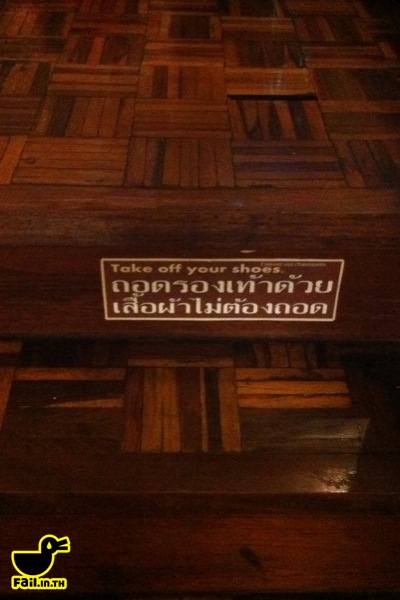 Take off your shoes.
ถอดรองเท้าด้วย
เสื้อผ้าไม่ต้องถอด
Fail.in.th